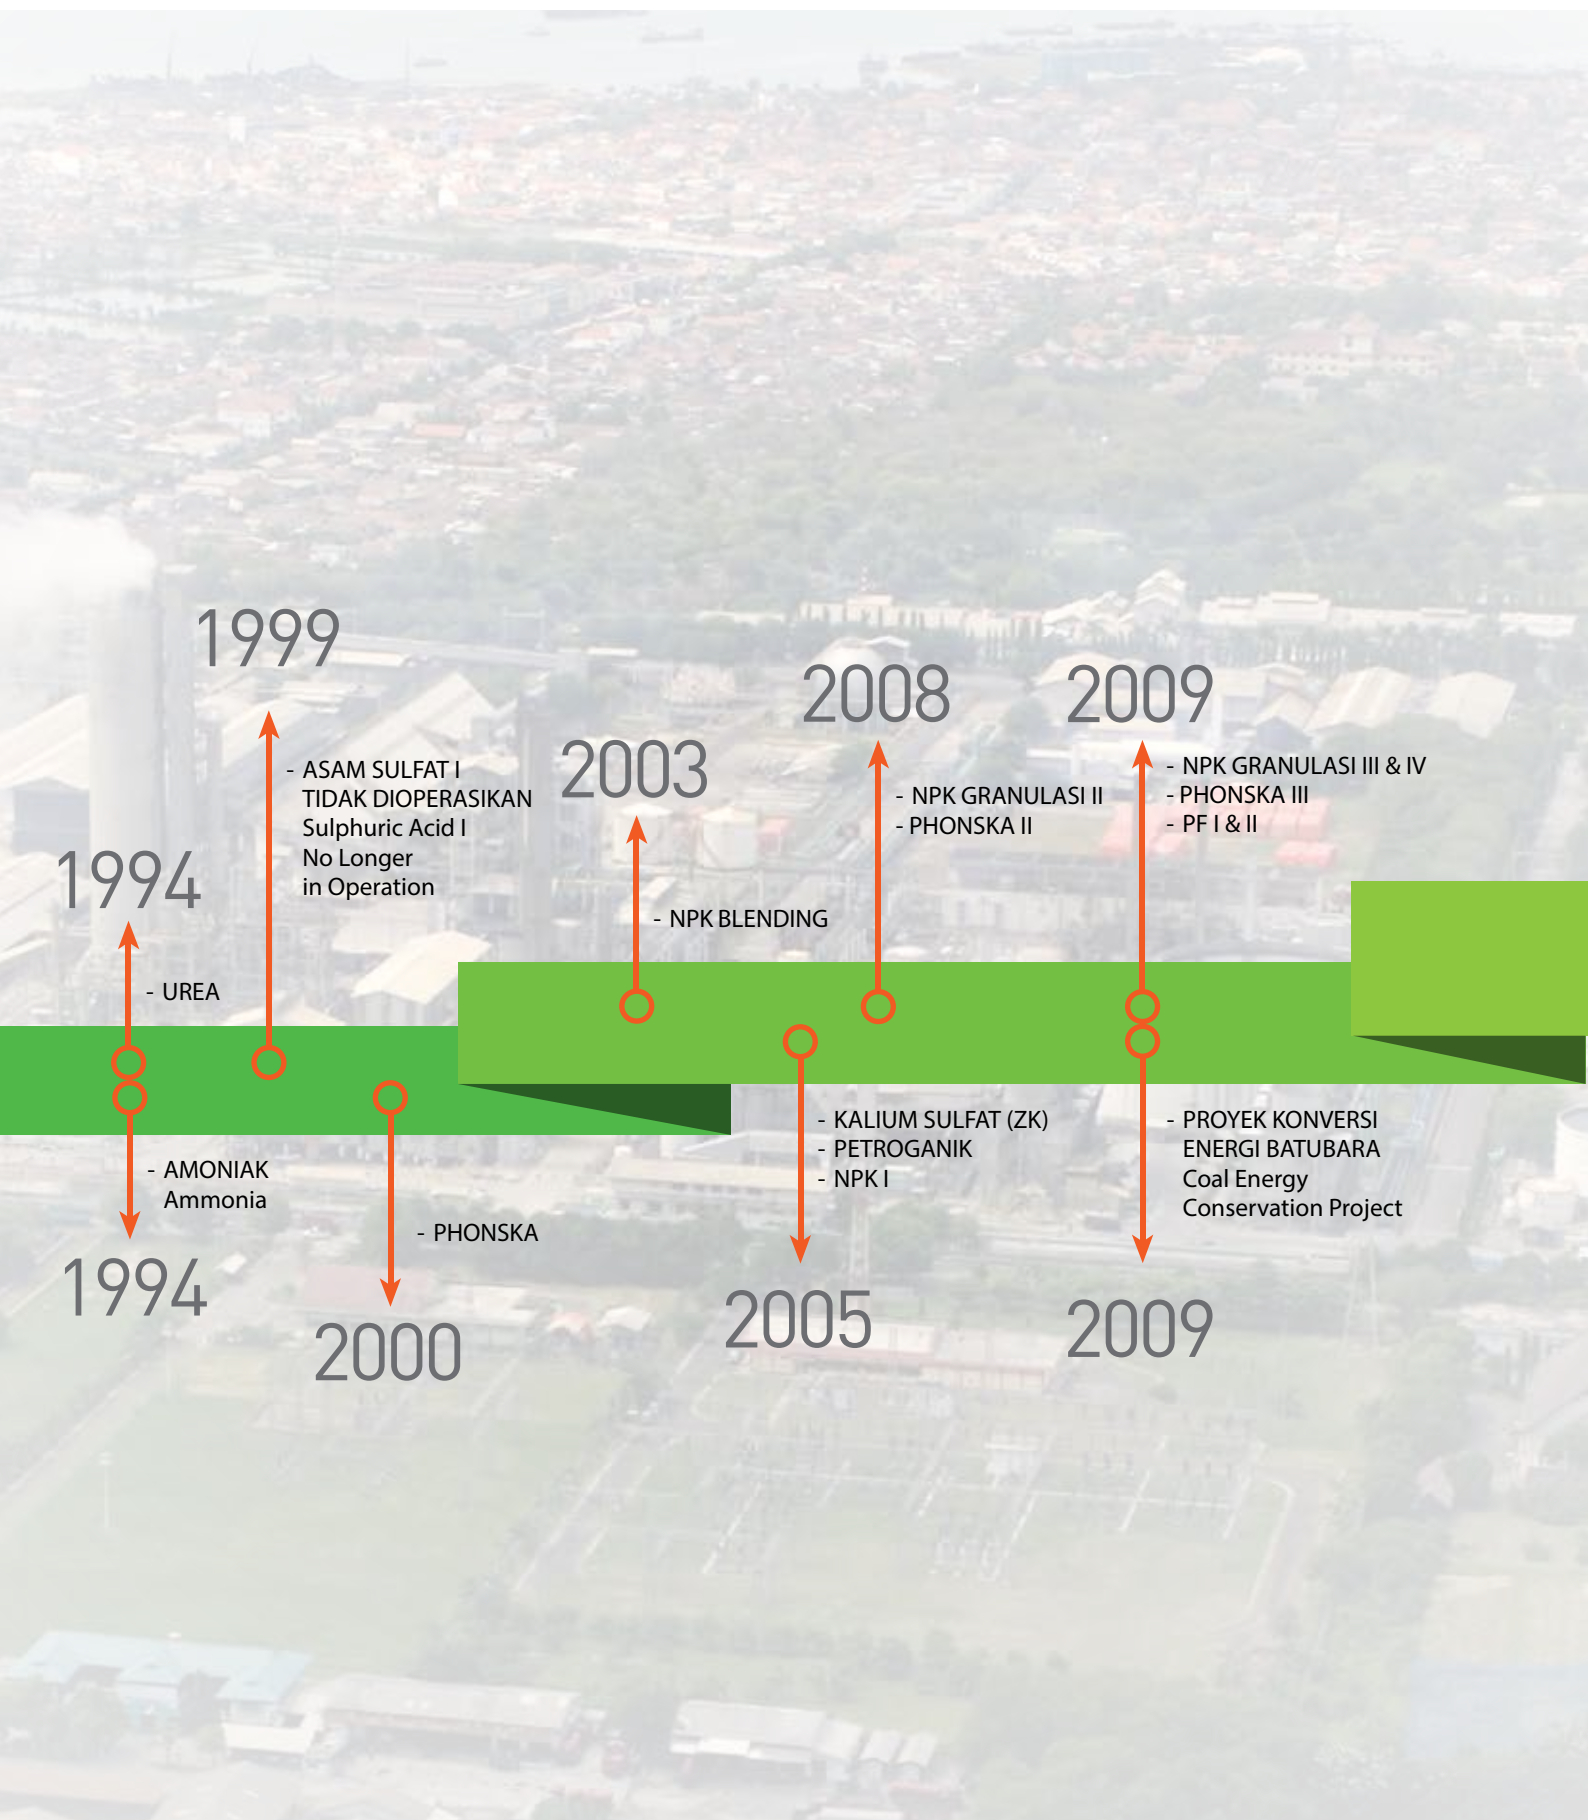 1994
- UREA
- AMONIAK
Ammonia
1994
1999
- ASAM SULFAT I
TIDAK DIOPERASIKAN
Sulphuric Acid I
No Longer
in Operation
- PHONSKA
2000
2003
- NPK BLENDING
- KALIUM SULFAT (ZK)
- PETROGANIK
- NPK I
2005
2008
- NPK GRANULASI II
- PHONSKA II
2009
- NPK GRANULASI III & IV
- PHONSKA III
- PF I & II
- PROYEK KONVERSI
ENERGI BATUBARA
Coal Energy
Conservation Project
2009